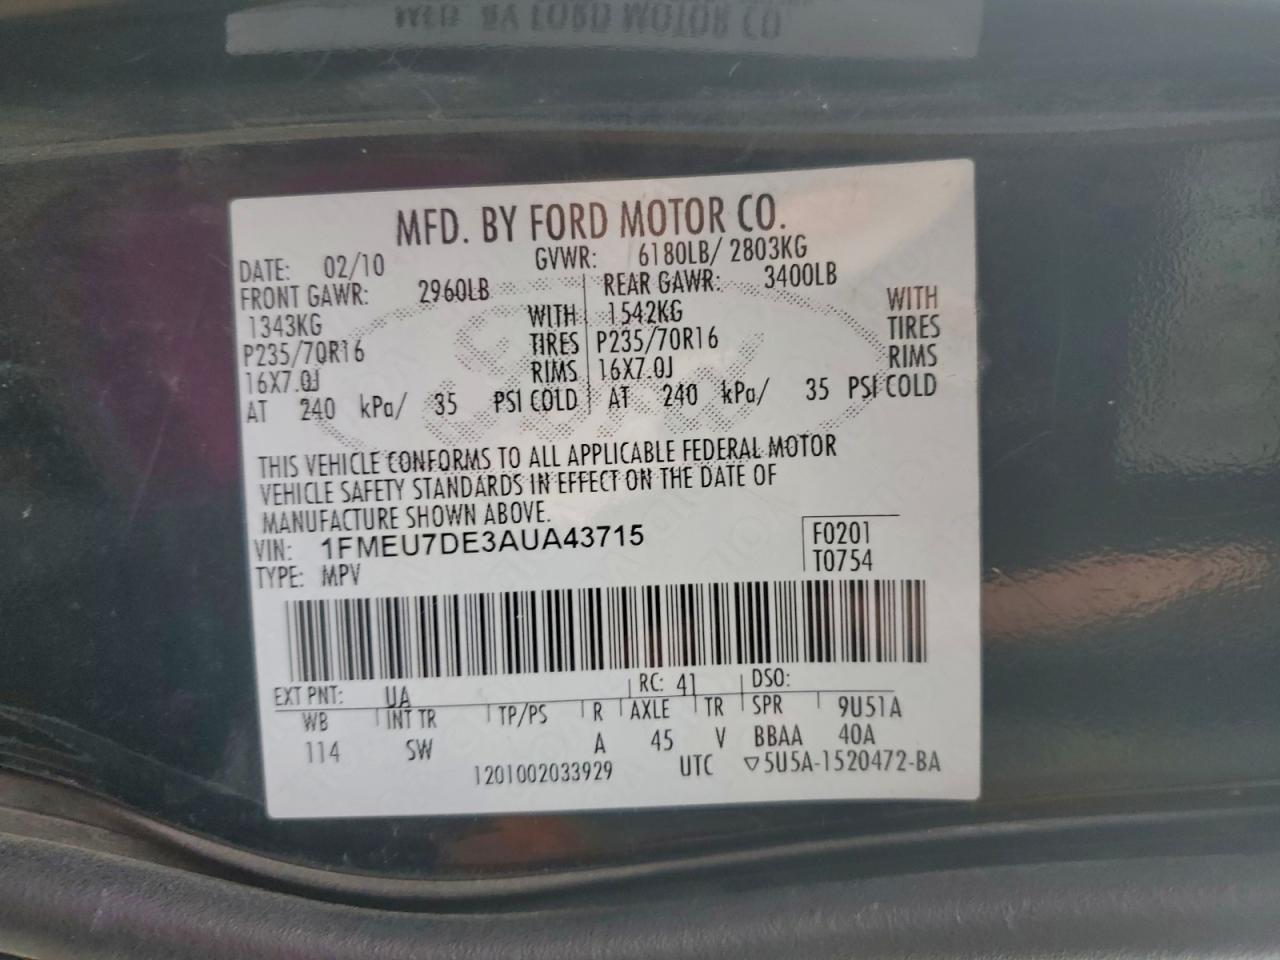 MFD. BY FORD MOTOR CO.
MFD. BY FORD MOTOR CO.
DATE: 02/10 GVWR: 6180LB/ 2803KG
FRONT GAWR: 2960LB REAR GAWR: 3400LB
1343KG WITH 1542KG WITH
P235/70R16 TIRES P235/70R16 TIRES
16X7.0J RIMS 16X7.0J RIMS
AT 240 kPa/ 35 PSI COLD AT 240 kPa/ 35 PSI COLD
THIS VEHICLE CONFORMS TO ALL APPLICABLE FEDERAL MOTOR
VEHICLE SAFETY STANDARDS IN EFFECT ON THE DATE OF
MANUFACTURE SHOWN ABOVE.
VIN: 1FMEU7DE3AUA43715 F0201
TYPE: MPV T0754
EXT PNT: UA RC: 41 DSO:
WB INT TR TP/PS R AXLE TR SPR 9U51A
114 SW A 45 V BBAA 40A
1201002033929 UTC ▽5U5A-1520472-BA